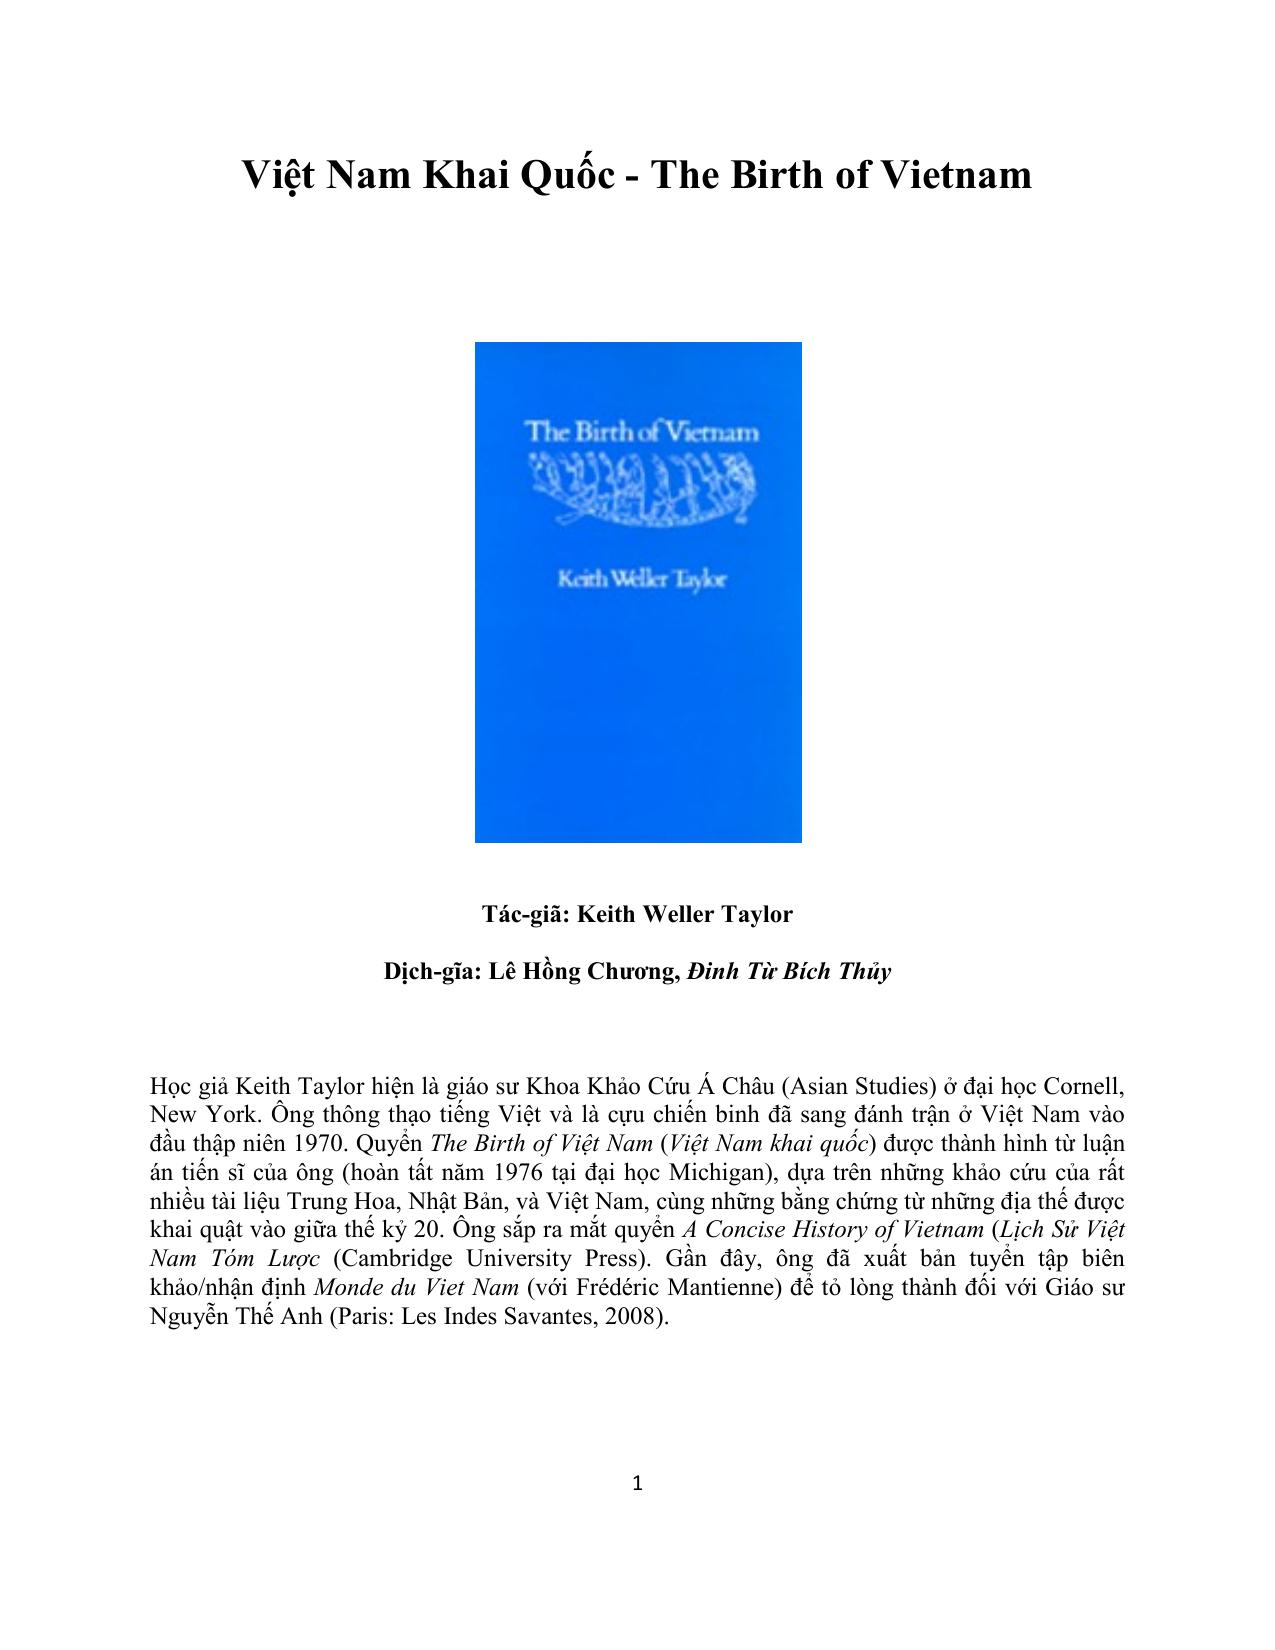 Việt Nam Khai Quốc - The Birth of Vietnam
The Birth of Vietnam
Keith Weller Taylor
Tác-giã: Keith Weller Taylor
Dịch-gĩa: Lê Hồng Chương, Đinh Từ Bích Thủy
Học giả Keith Taylor hiện là giáo sư Khoa Khảo Cứu Á Châu (Asian Studies) ở đại học Cornell,
New York. Ông thông thạo tiếng Việt và là cựu chiến binh đã sang đánh trận ở Việt Nam vào
đầu thập niên 1970. Quyển The Birth of Việt Nam (Việt Nam khai quốc) được thành hình từ luận
án tiến sĩ của ông (hoàn tất năm 1976 tại đại học Michigan), dựa trên những khảo cứu của rất
nhiều tài liệu Trung Hoa, Nhật Bản, và Việt Nam, cùng những bằng chứng từ những địa thế được
khai quật vào giữa thế kỷ 20. Ông sắp ra mắt quyển A Concise History of Vietnam (Lịch Sử Việt
Nam Tóm Lược (Cambridge University Press). Gần đây, ông đã xuất bản tuyển tập biên
khảo/nhận định Monde du Viet Nam (với Frédéric Mantienne) để tỏ lòng thành đối với Giáo sư
Nguyễn Thế Anh (Paris: Les Indes Savantes, 2008).
1